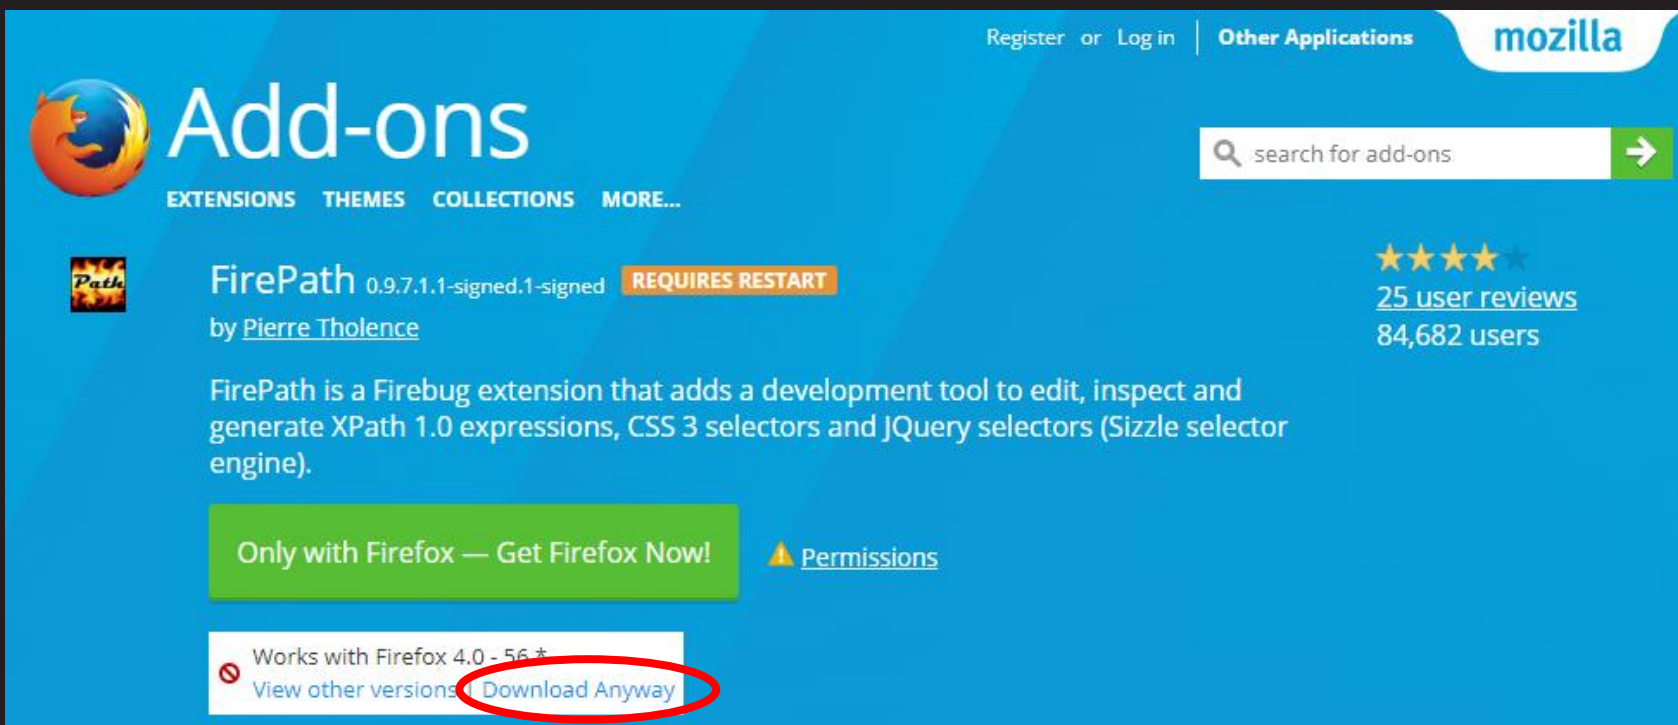 Register or Log in | Other Applications
mozilla
Add-ons
search for add-ons
EXTENSIONS THEMES COLLECTIONS MORE...
Path
FirePath 0.9.7.1.1-signed.1-signed REQUIRES RESTART
by Pierre Tholence
25 user reviews
84,682 users
FirePath is a Firebug extension that adds a development tool to edit, inspect and
generate XPath 1.0 expressions, CSS 3 selectors and JQuery selectors (Sizzle selector
engine).
Only with Firefox — Get Firefox Now!
Permissions
Works with Firefox 4.0 - 56.*
View other versions | Download Anyway